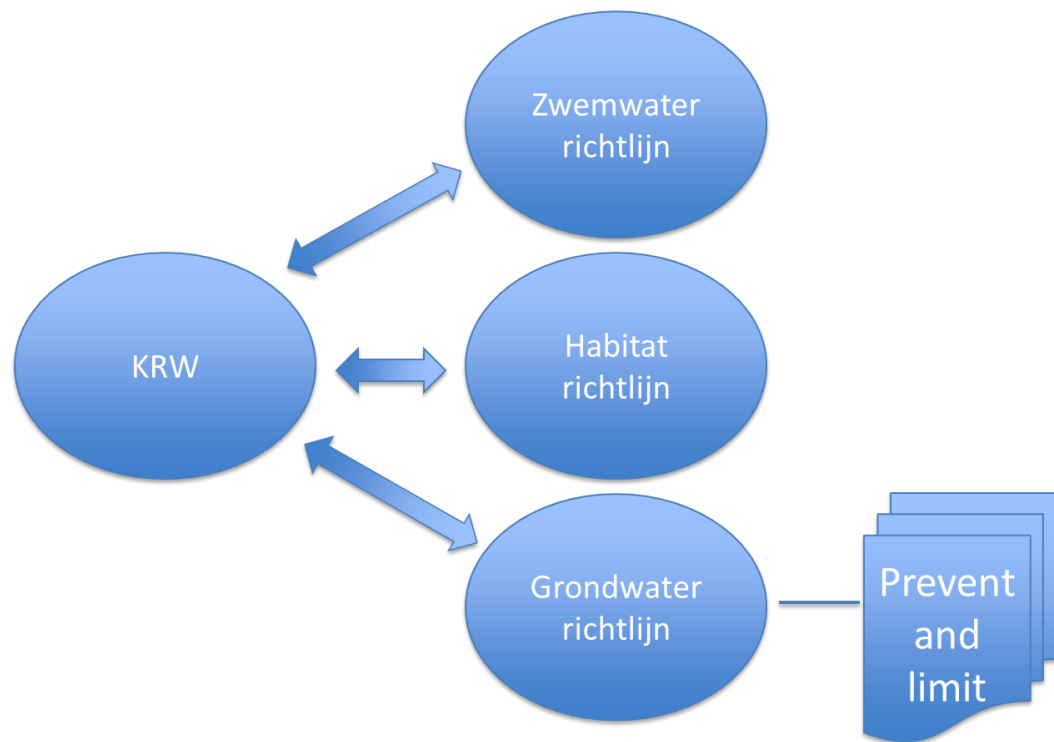 Zwemwater
richtlijn
KRW
Habitat
richtlijn
Grondwater
richtlijn
Prevent
and
limit